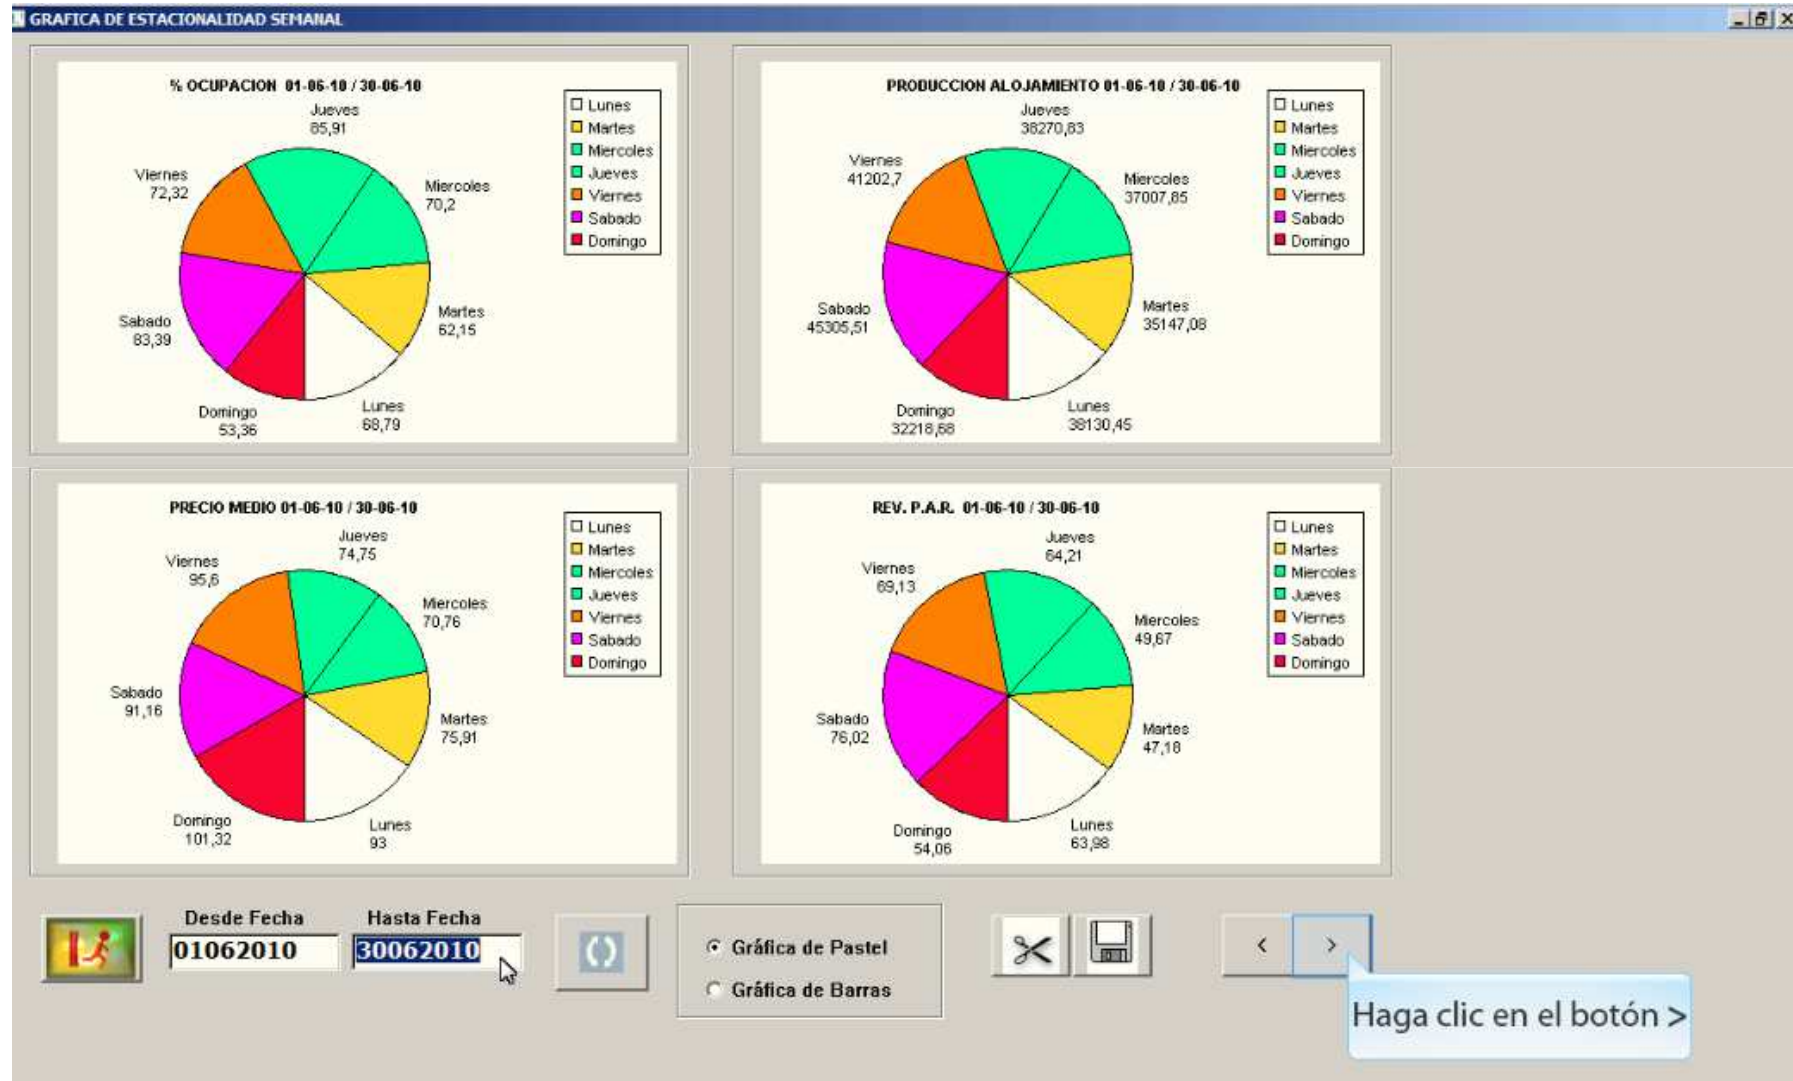 GRAFICA DE ESTACIONALIDAD SEMANAL
% OCUPACION 01-06-10 / 30-06-10
Jueves
85,91
Viernes
72,32
Miercoles
70,2
Sabado
83,39
Martes
62,15
Domingo
53,36
Lunes
68,79
Lunes
Martes
Miercoles
Jueves
Viernes
Sabado
Domingo
PRODUCCION ALOJAMIENTO 01-06-10 / 30-06-10
Jueves
38270,83
Viernes
41202,7
Miercoles
37007,85
Sabado
45305,51
Martes
35147,08
Domingo
32218,68
Lunes
38130,45
Lunes
Martes
Miercoles
Jueves
Viernes
Sabado
Domingo
PRECIO MEDIO 01-06-10 / 30-06-10
Jueves
74,75
Viernes
95,6
Miercoles
70,76
Sabado
91,16
Martes
75,91
Domingo
101,32
Lunes
93
Lunes
Martes
Miercoles
Jueves
Viernes
Sabado
Domingo
REV. P.A.R. 01-06-10 / 30-06-10
Jueves
64,21
Viernes
69,13
Miercoles
49,67
Sabado
76,02
Martes
47,18
Domingo
54,06
Lunes
63,98
Lunes
Martes
Miercoles
Jueves
Viernes
Sabado
Domingo
Desde Fecha
01062010
Hasta Fecha
30062010
Gráfica de Pastel
Gráfica de Barras
< >
Haga clic en el botón >